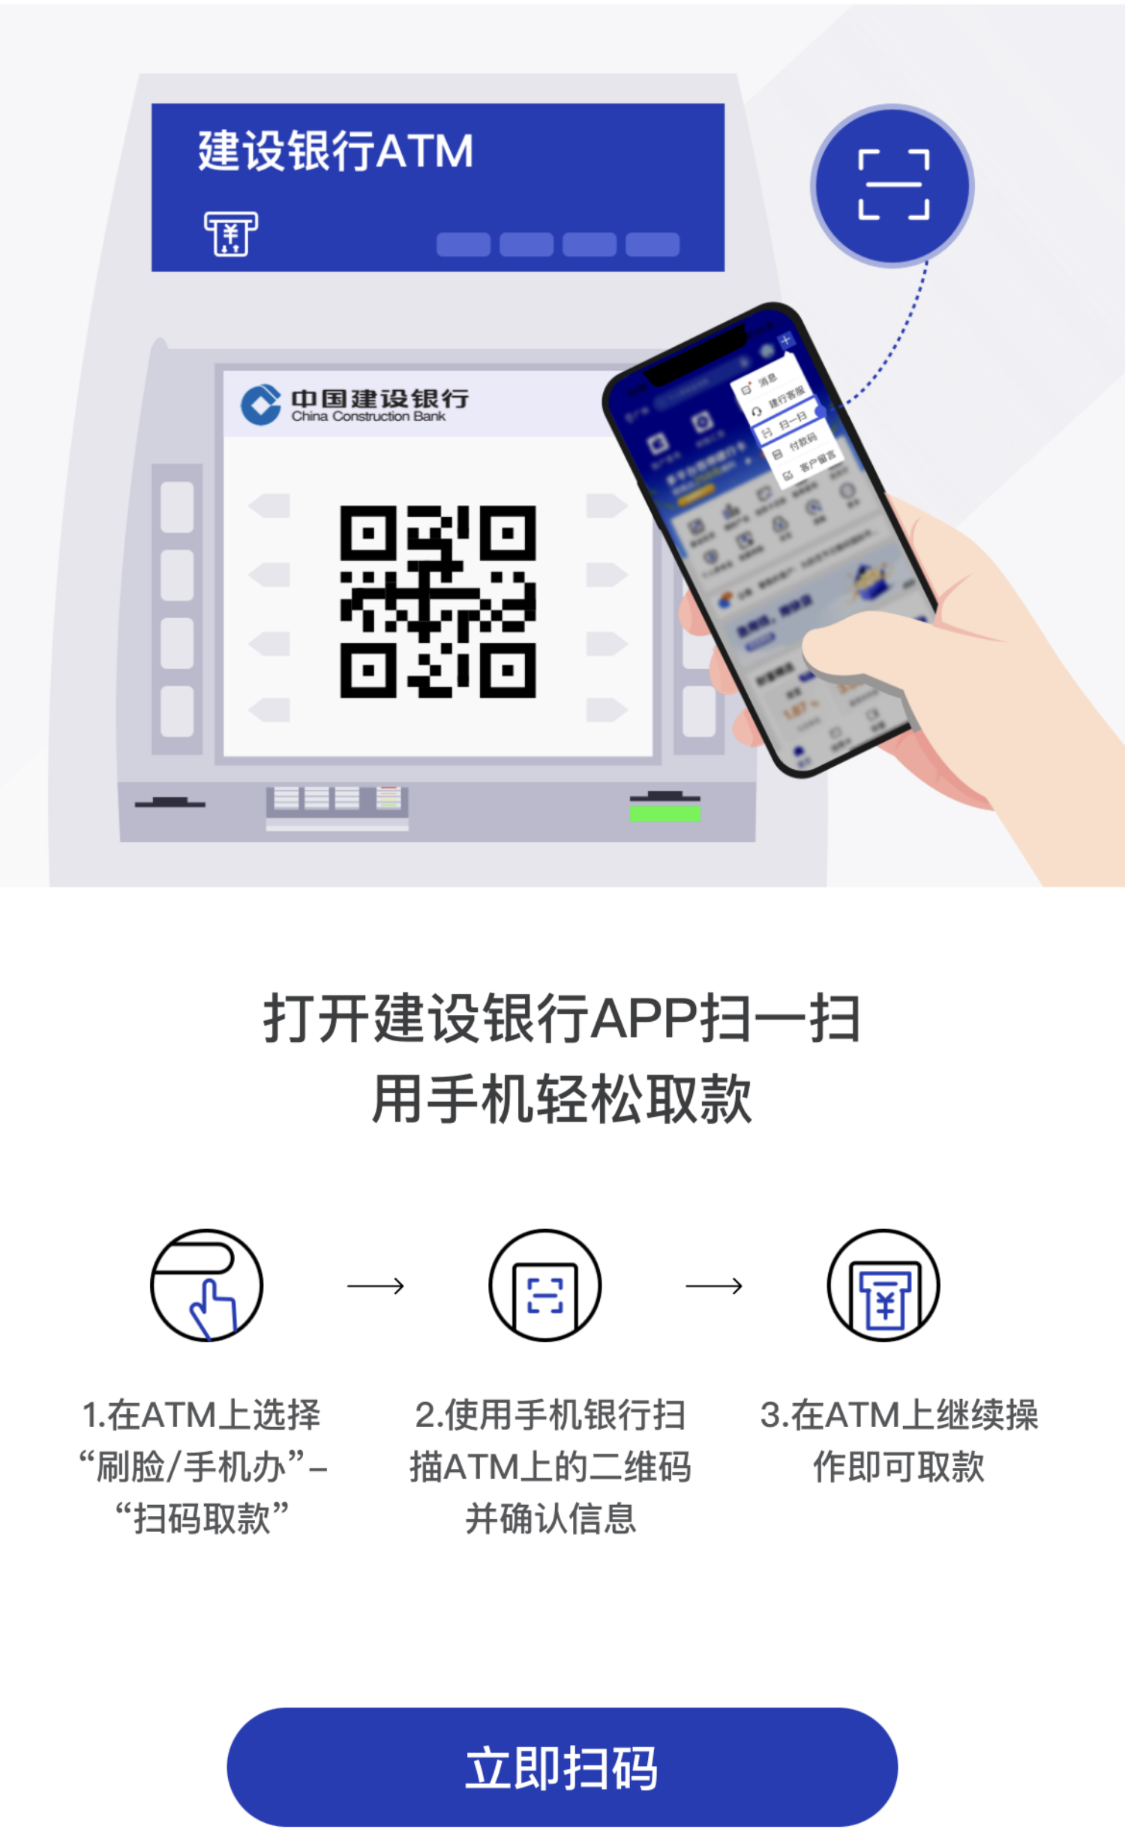 建设银行ATM
中国建设银行
China Construction Bank
消息
建行客服
扫一扫
付款码
客户留言
打开建设银行APP扫一扫
用手机轻松取款
1.在ATM上选择
“刷脸/手机办”–
“扫码取款”
2.使用手机银行扫
描ATM上的二维码
并确认信息
3.在ATM上继续操
作即可取款
立即扫码